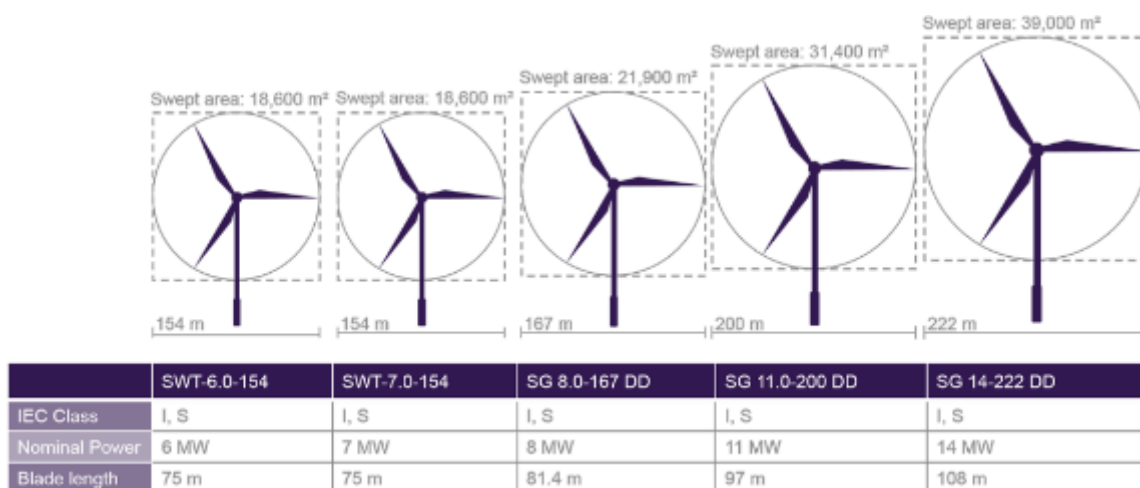 Swept area: 39,000 m²
Swept area: 31,400 m²
Swept area: 21,900 m²
Swept area: 18,600 m² Swept area: 18,600 m²
154 m 154 m 167 m 200 m 222 m
SWT-6.0-154 SWT-7.0-154 SG 8.0-167 DD SG 11.0-200 DD SG 14-222 DD
IEC Class I, S I, S I, S I, S I, S
Nominal Power 6 MW 7 MW 8 MW 11 MW 14 MW
Blade length 75 m 75 m 81.4 m 97 m 108 m